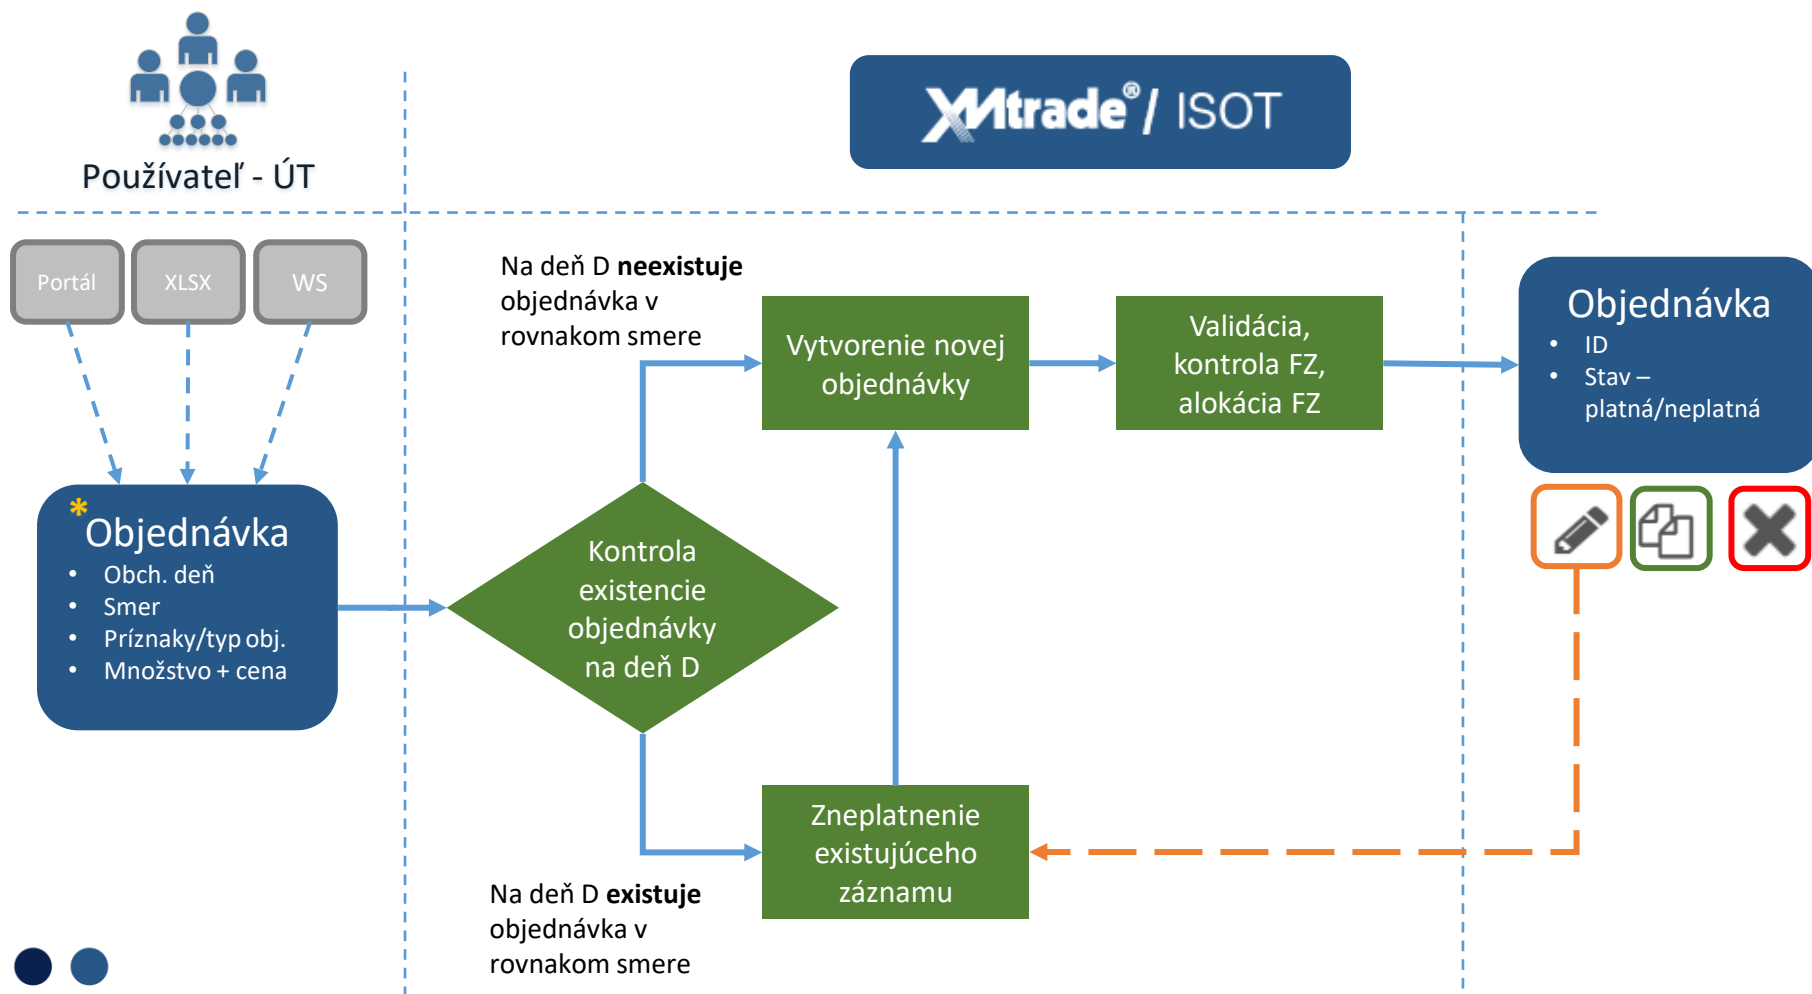 Používateľ - ÚT
XMtrade®/ ISOT
Portál
XLSX
WS
Na deň D neexistuje
objednávka v
rovnakom smere
Vytvorenie novej
objednávky
Validácia,
kontrola FZ,
alokácia FZ
Objednávka
• ID
• Stav –
platná/neplatná
*Objednávka
• Obch. deň
• Smer
• Príznaky/typ obj.
• Množstvo + cena
Kontrola
existencie
objednávky
na deň D
Zneplatnenie
existujúceho
záznamu
Na deň D existuje
objednávka v
rovnakom smere